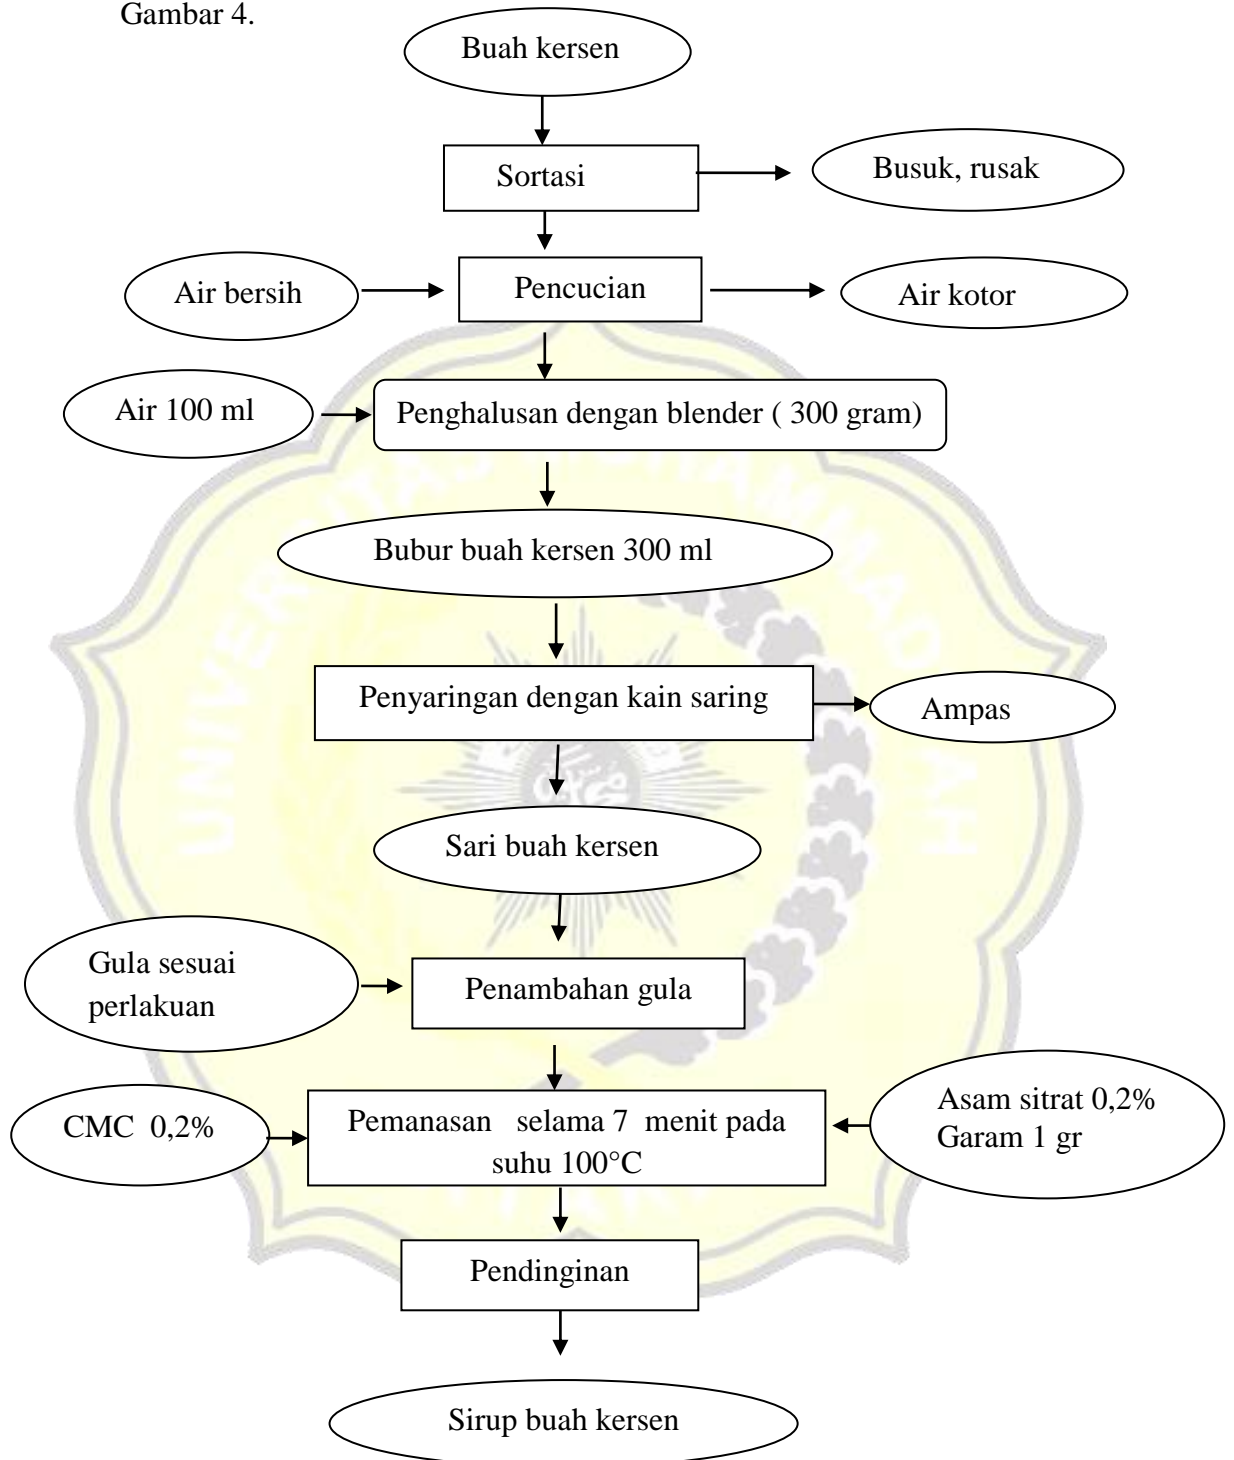 Gambar 4.
Buah kersen
Sortasi
Busuk, rusak
Air bersih
Pencucian
Air kotor
Air 100 ml
Penghalusan dengan blender ( 300 gram)
Bubur buah kersen 300 ml
Penyaringan dengan kain saring
Ampas
Sari buah kersen
Gula sesuai
perlakuan
Penambahan gula
CMC 0,2%
Pemanasan selama 7 menit pada
suhu 100°C
Asam sitrat 0,2%
Garam 1 gr
Pendinginan
Sirup buah kersen